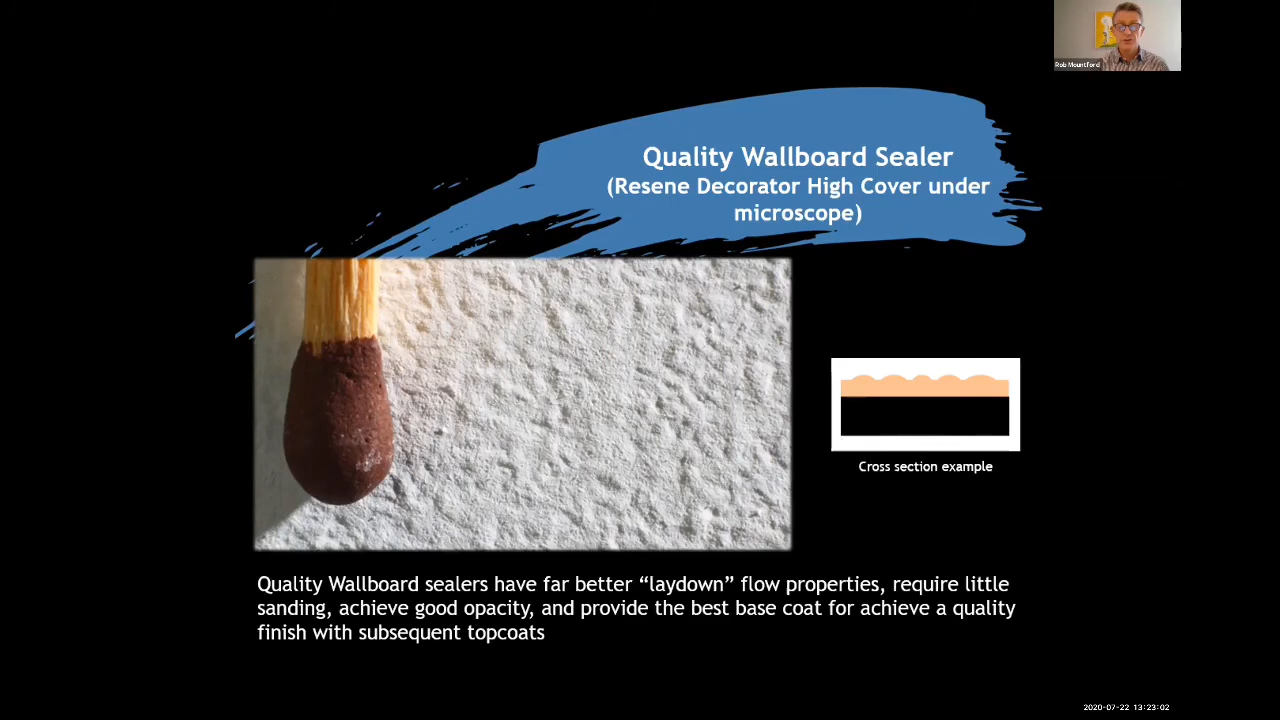 Rob Mountford
Quality Wallboard Sealer
(Resene Decorator High Cover under
microscope)
Cross section example
Quality Wallboard sealers have far better “laydown” flow properties, require little
sanding, achieve good opacity, and provide the best base coat for achieve a quality
finish with subsequent topcoats
2020-07-22 13:23:02